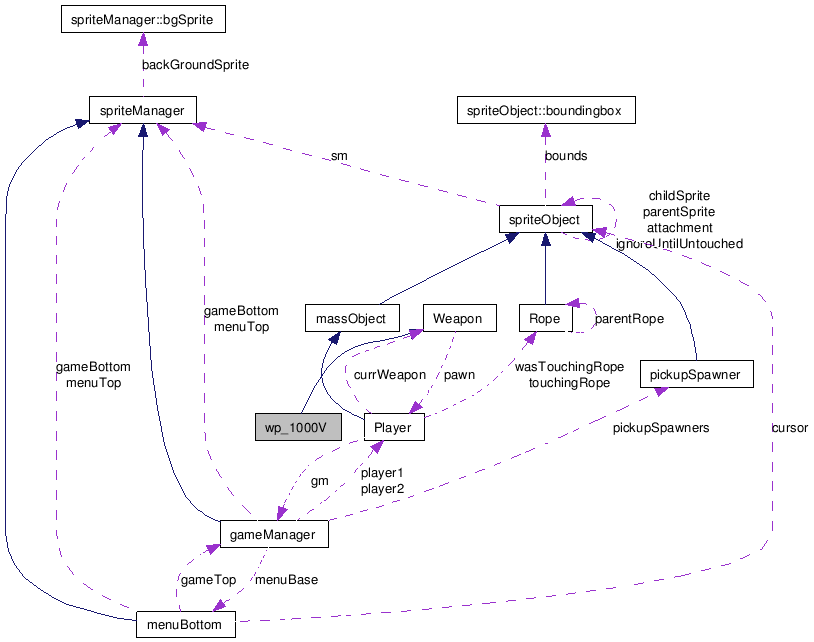 spriteManager::bgSprite
backGroundSprite
spriteManager
spriteObject::boundingbox
sm
bounds
childSprite
parentSprite
attachment
ignoreUntilUntouched
spriteObject
gameBottom
menuTop
massObject
Weapon
Rope
parentRope
gameBottom
menuTop
currWeapon
pawn
wasTouchingRope
touchingRope
pickupSpawner
wp_1000V
Player
pickupSpawners
cursor
gm
player1
player2
gameManager
gameTop
menuBase
menuBottom